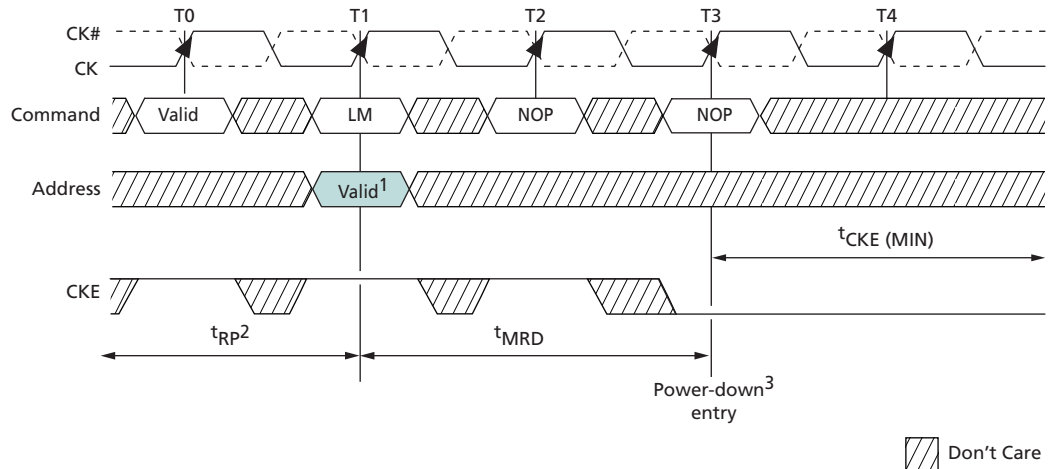 T0 T1 T2 T3 T4
CK#
CK
Command Valid LM NOP NOP
Address Valid1
tCKE (MIN)
CKE
tRP2 tMRD
Power-down3
entry
Don't Care